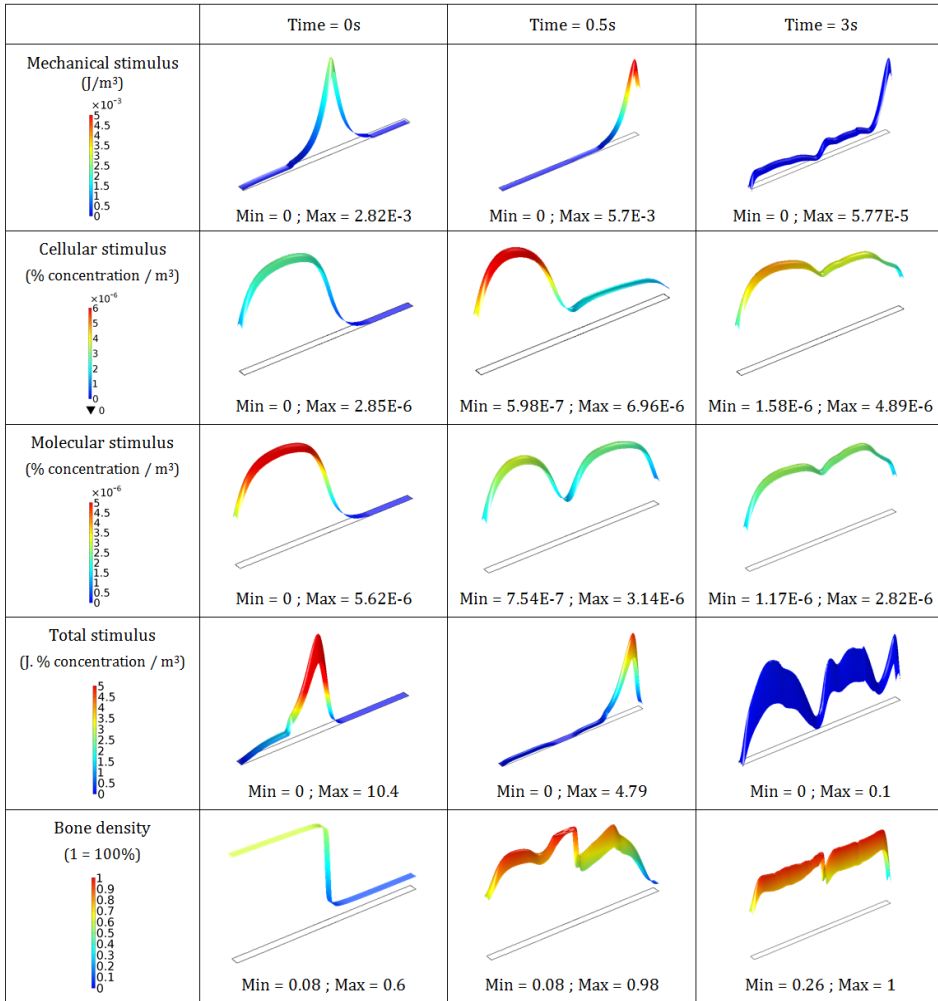 Time = 0s
Time = 0.5s
Time = 3s
Mechanical stimulus
(J/m³)
×10⁻³
5
4.5
4
3.5
3
2.5
2
1.5
1
0.5
0
Min = 0 ; Max = 2.82E-3
Min = 0 ; Max = 5.7E-3
Min = 0 ; Max = 5.77E-5
Cellular stimulus
(% concentration / m³)
×10⁻⁶
6
5
4
3
2
1
0
▼ 0
Min = 0 ; Max = 2.85E-6
Min = 5.98E-7 ; Max = 6.96E-6
Min = 1.58E-6 ; Max = 4.89E-6
Molecular stimulus
(% concentration / m³)
×10⁻⁶
5
4.5
4
3.5
3
2.5
2
1.5
1
0.5
0
Min = 0 ; Max = 5.62E-6
Min = 7.54E-7 ; Max = 3.14E-6
Min = 1.17E-6 ; Max = 2.82E-6
Total stimulus
(J. % concentration / m³)
5
4.5
4
3.5
3
2.5
2
1.5
1
0.5
0
Min = 0 ; Max = 10.4
Min = 0 ; Max = 4.79
Min = 0 ; Max = 0.1
Bone density
(1 = 100%)
1
0.9
0.8
0.7
0.6
0.5
0.4
0.3
0.2
0.1
0
Min = 0.08 ; Max = 0.6
Min = 0.08 ; Max = 0.98
Min = 0.26 ; Max = 1